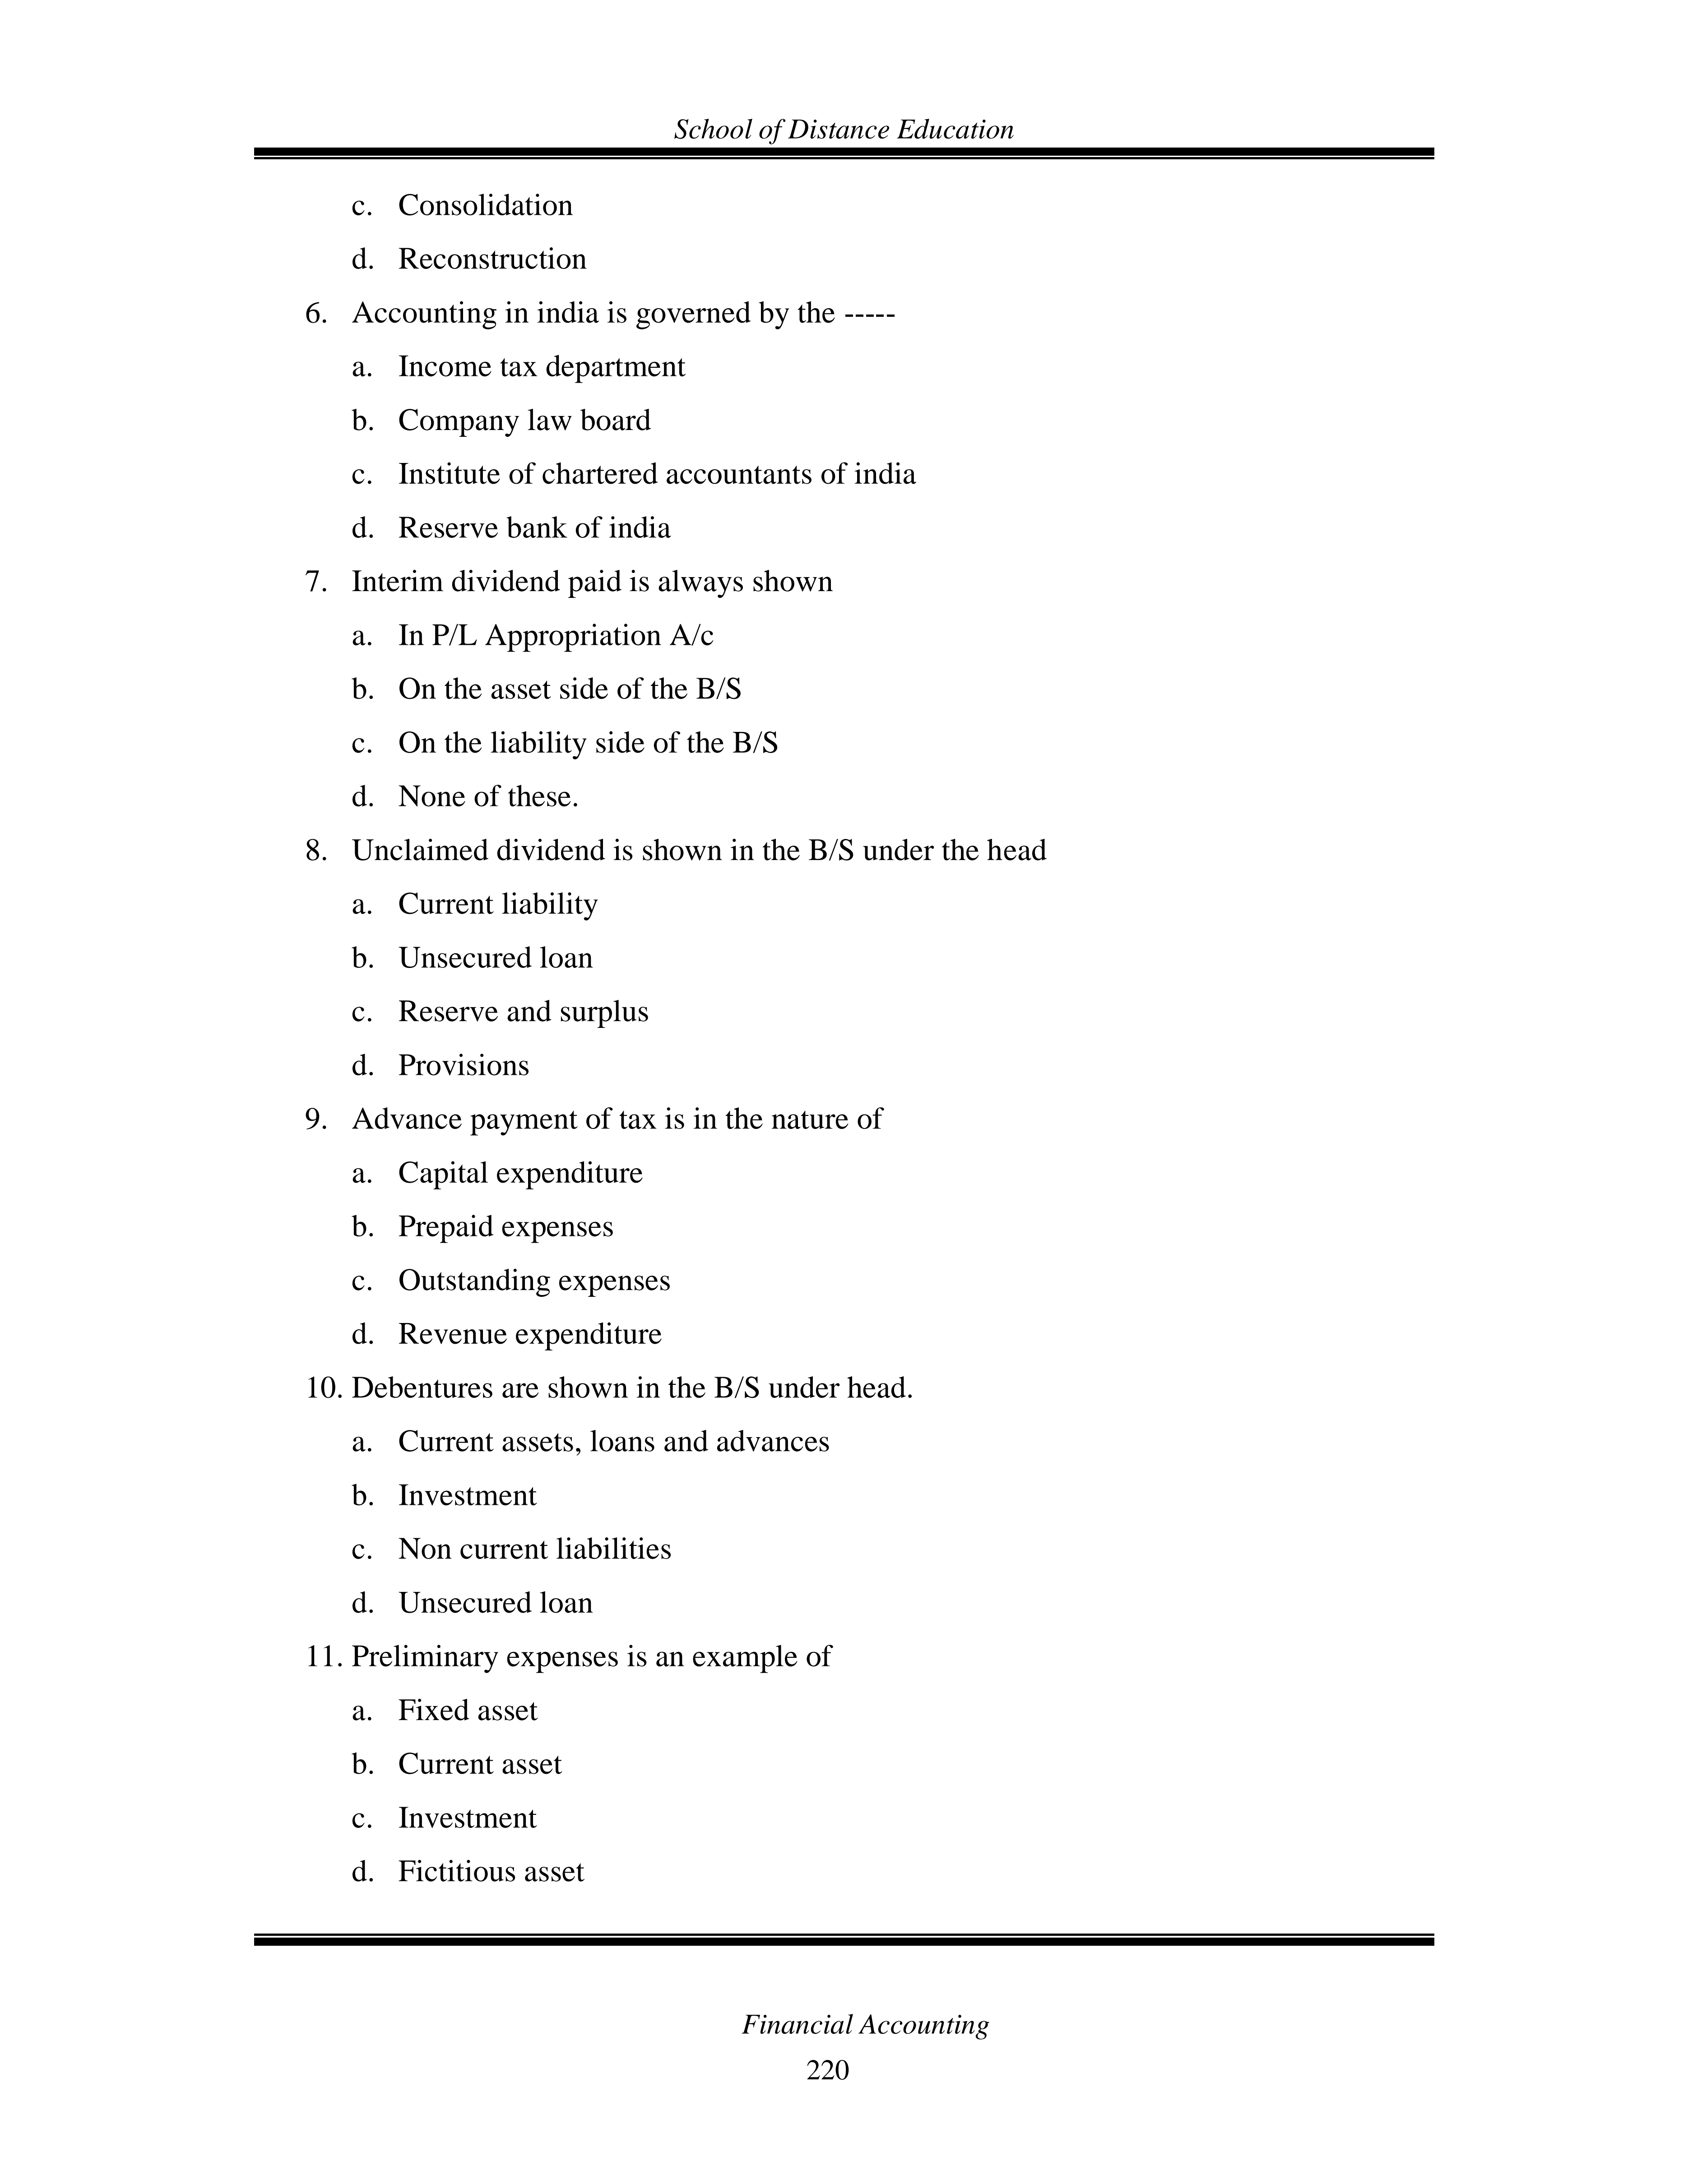 School of Distance Education
c. Consolidation
d. Reconstruction
6. Accounting in india is governed by the -----
a. Income tax department
b. Company law board
c. Institute of chartered accountants of india
d. Reserve bank of india
7. Interim dividend paid is always shown
a. In P/L Appropriation A/c
b. On the asset side of the B/S
c. On the liability side of the B/S
d. None of these.
8. Unclaimed dividend is shown in the B/S under the head
a. Current liability
b. Unsecured loan
c. Reserve and surplus
d. Provisions
9. Advance payment of tax is in the nature of
a. Capital expenditure
b. Prepaid expenses
c. Outstanding expenses
d. Revenue expenditure
10. Debentures are shown in the B/S under head.
a. Current assets, loans and advances
b. Investment
c. Non current liabilities
d. Unsecured loan
11. Preliminary expenses is an example of
a. Fixed asset
b. Current asset
c. Investment
d. Fictitious asset
Financial Accounting
220